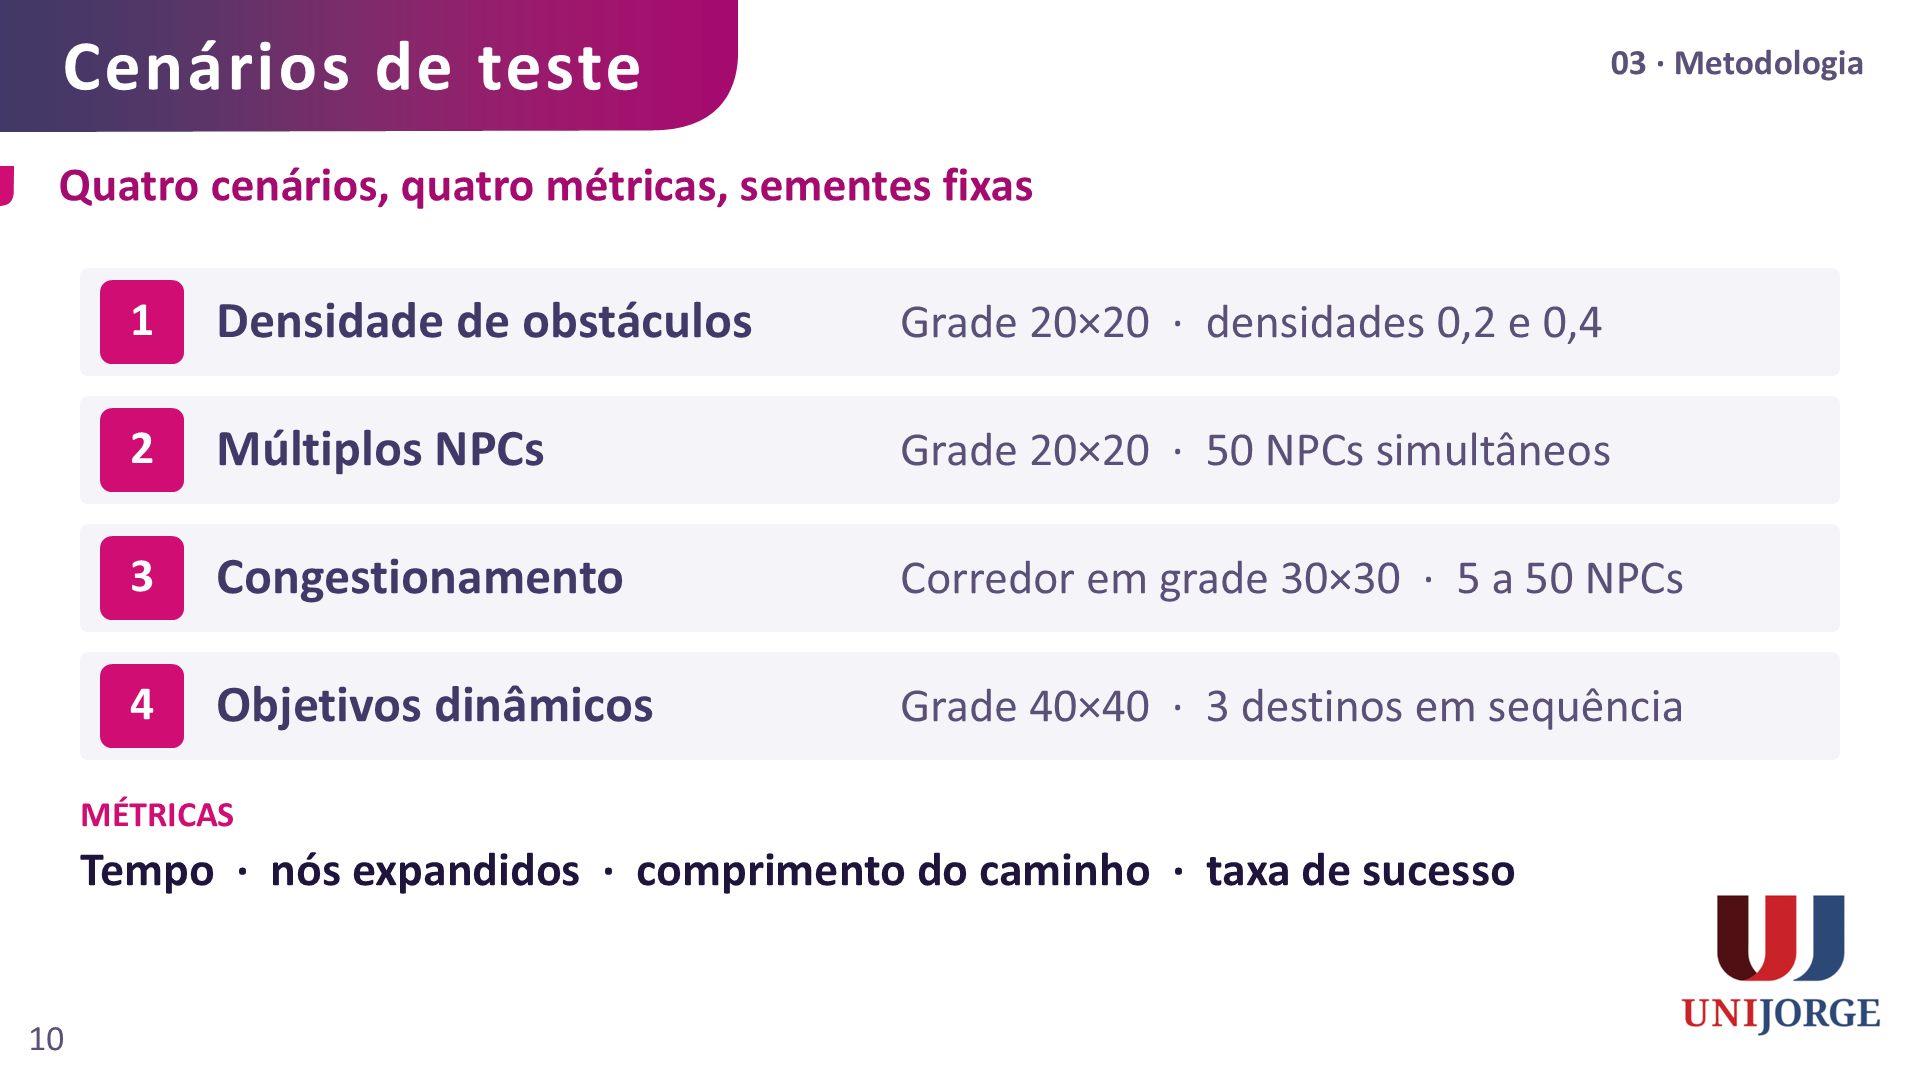 Cenários de teste
03 · Metodologia
Quatro cenários, quatro métricas, sementes fixas
1 Densidade de obstáculos Grade 20×20 · densidades 0,2 e 0,4
2 Múltiplos NPCs Grade 20×20 · 50 NPCs simultâneos
3 Congestionamento Corredor em grade 30×30 · 5 a 50 NPCs
4 Objetivos dinâmicos Grade 40×40 · 3 destinos em sequência
MÉTRICAS
Tempo · nós expandidos · comprimento do caminho · taxa de sucesso
UNIJORGE
10